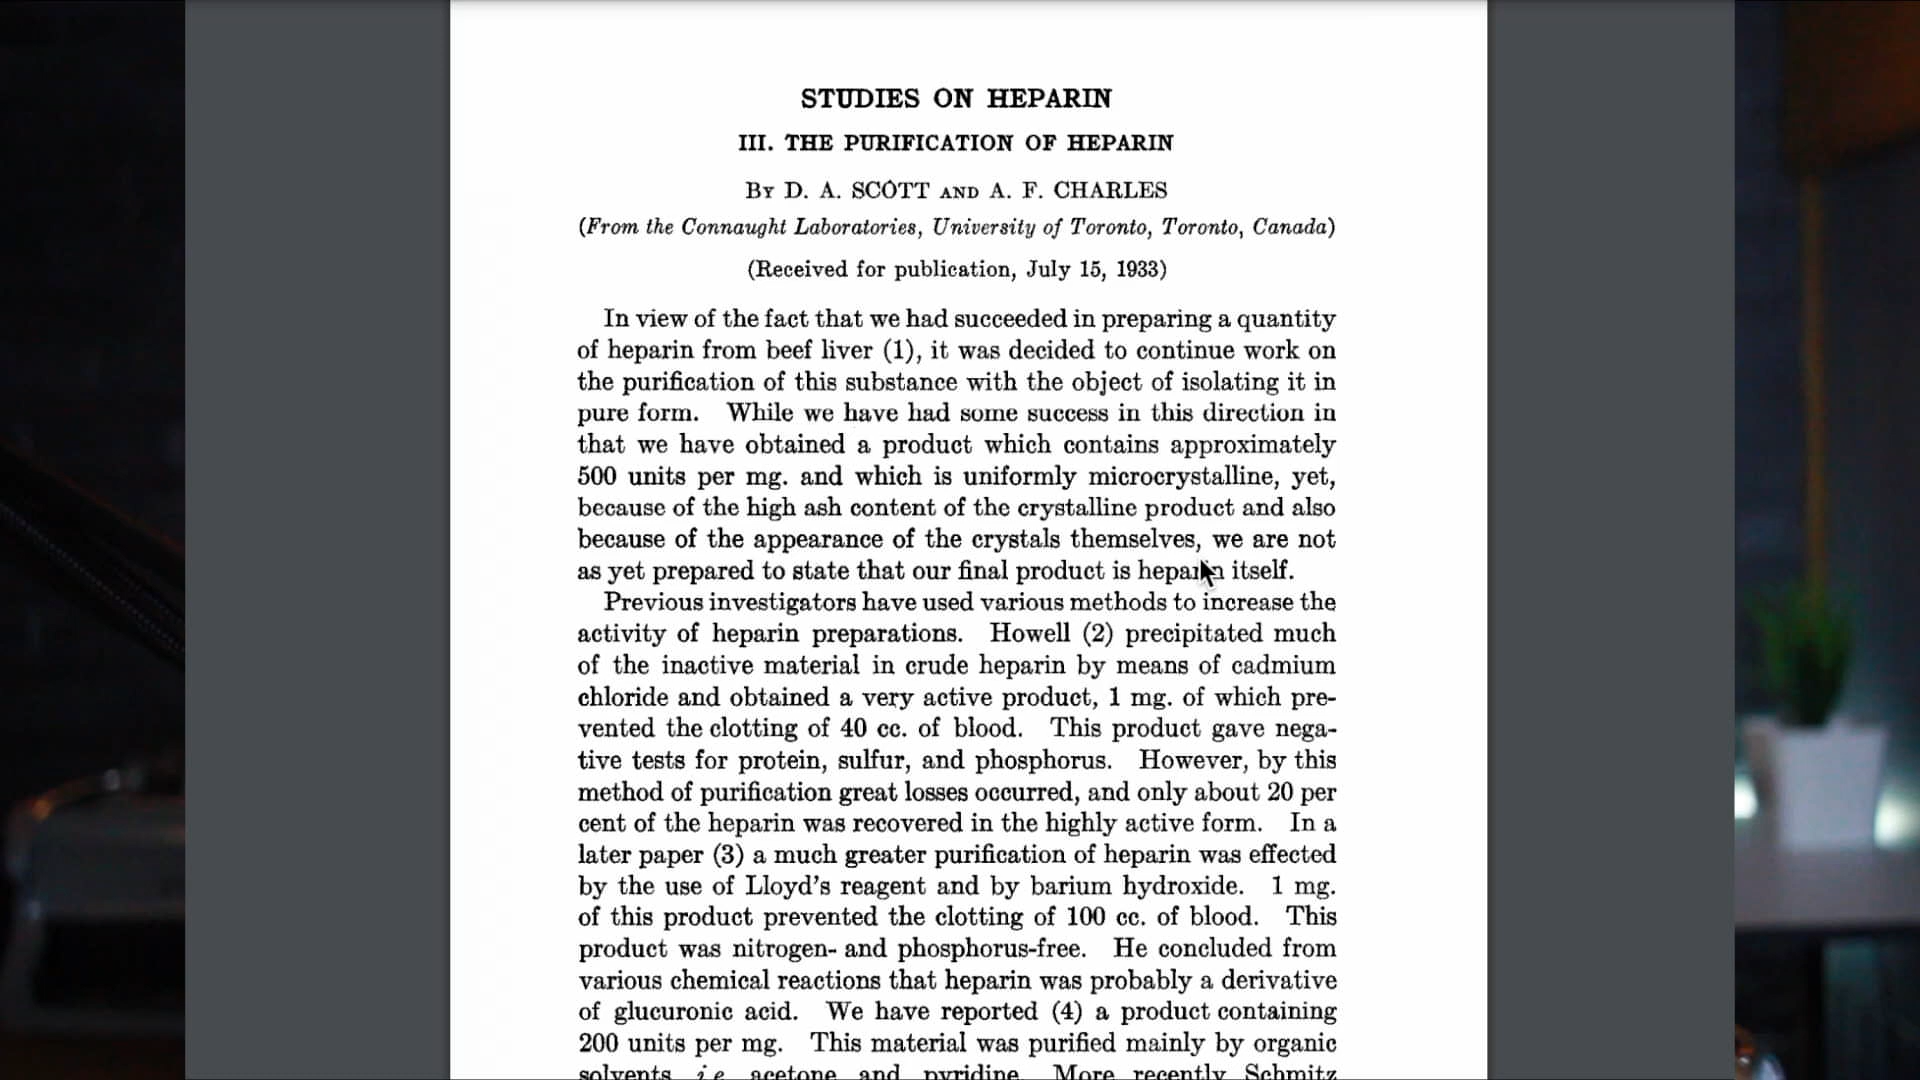 STUDIES ON HEPARIN
III. THE PURIFICATION OF HEPARIN
BY D. A. SCOTT AND A. F. CHARLES
(From the Connaught Laboratories, University of Toronto, Toronto, Canada)
(Received for publication, July 15, 1933)
In view of the fact that we had succeeded in preparing a quantity
of heparin from beef liver (1), it was decided to continue work on
the purification of this substance with the object of isolating it in
pure form. While we have had some success in this direction in
that we have obtained a product which contains approximately
500 units per mg. and which is uniformly microcrystalline, yet,
because of the high ash content of the crystalline product and also
because of the appearance of the crystals themselves, we are not
as yet prepared to state that our final product is heparin itself.
Previous investigators have used various methods to increase the
activity of heparin preparations. Howell (2) precipitated much
of the inactive material in crude heparin by means of cadmium
chloride and obtained a very active product, 1 mg. of which pre-
vented the clotting of 40 cc. of blood. This product gave nega-
tive tests for protein, sulfur, and phosphorus. However, by this
method of purification great losses occurred, and only about 20 per
cent of the heparin was recovered in the highly active form. In a
later paper (3) a much greater purification of heparin was effected
by the use of Lloyd's reagent and by barium hydroxide. 1 mg.
of this product prevented the clotting of 100 cc. of blood. This
product was nitrogen- and phosphorus-free. He concluded from
various chemical reactions that heparin was probably a derivative
of glucuronic acid. We have reported (4) a product containing
200 units per mg. This material was purified mainly by organic
solvents, i.e. acetone and pyridine. More recently Schmitz